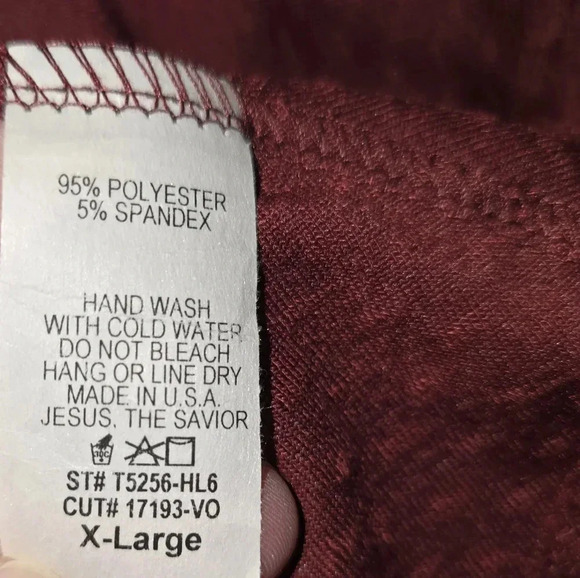 95% POLYESTER
5% SPANDEX
HAND WASH
WITH COLD WATER
DO NOT BLEACH
HANG OR LINE DRY
MADE IN U.S.A.
JESUS, THE SAVIOR
30C
ST# T5256-HL6
CUT# 17193-VO
X-Large